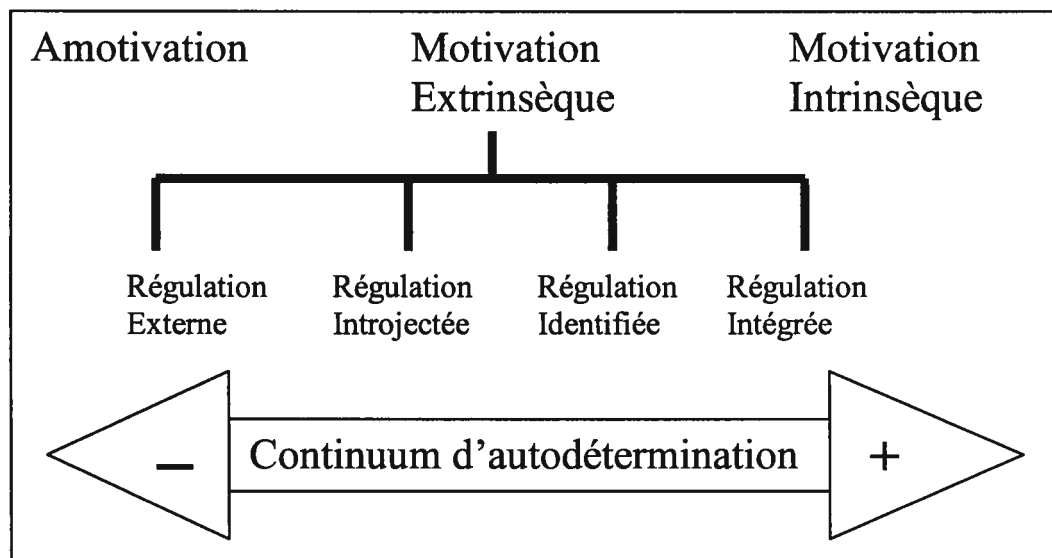 Amotivation
Motivation
Extrinsèque
Motivation
Intrinsèque
Régulation
Externe
Régulation
Introjectée
Régulation
Identifiée
Régulation
Intégrée
− Continuum d'autodétermination +